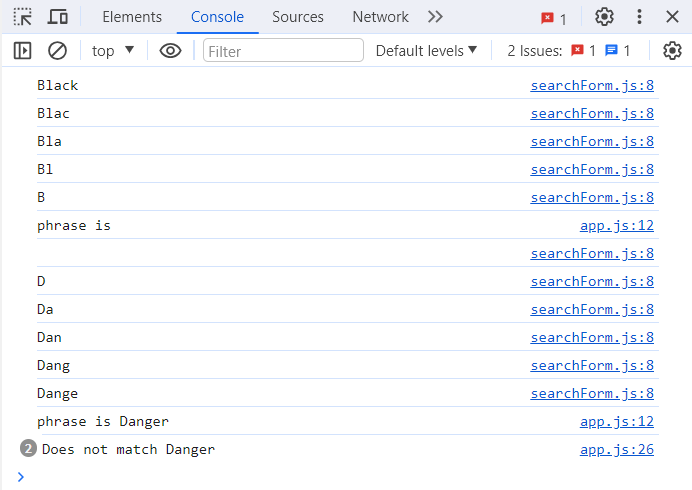 Elements Console Sources Network 1
top Filter Default levels 2 Issues: 1 1
Black searchForm.js:8
Blac searchForm.js:8
Bla searchForm.js:8
Bl searchForm.js:8
B searchForm.js:8
phrase is app.js:12
searchForm.js:8
D searchForm.js:8
Da searchForm.js:8
Dan searchForm.js:8
Dang searchForm.js:8
Dange searchForm.js:8
phrase is Danger app.js:12
2 Does not match Danger app.js:26